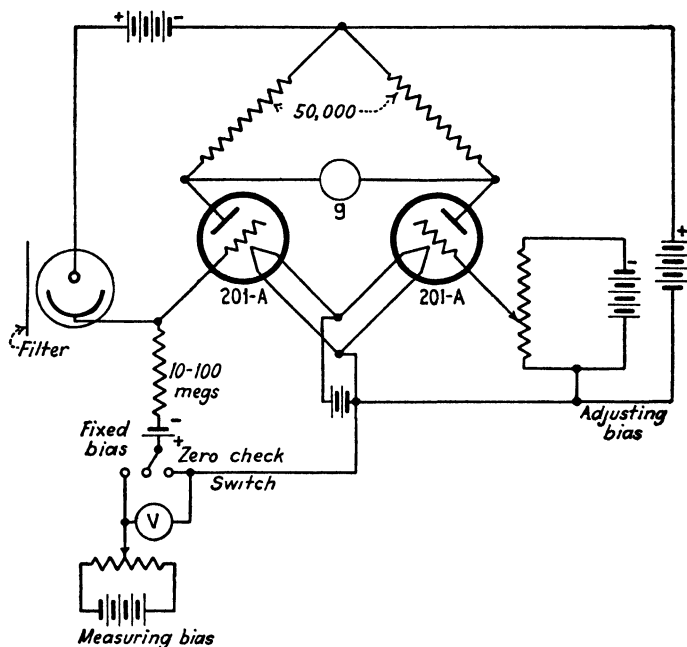 + -
50,000
g
201-A
201-A
+
-
Filter
10-100
megs
-
+
Fixed
bias
Zero check
Switch
Adjusting
bias
V
Measuring bias